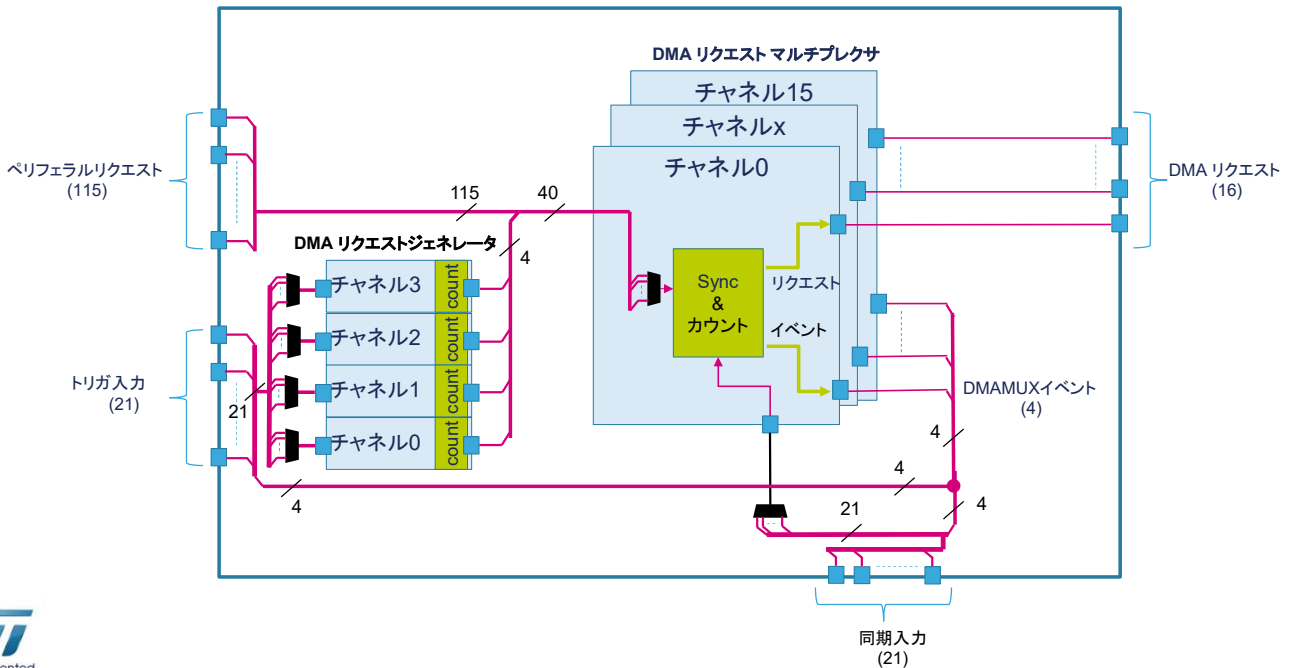 DMA リクエスト マルチプレクサ
チャネル15
チャネルx
チャネル0
ペリフェラルリクエスト
(115)
DMA リクエスト
(16)
115
40
4
DMA リクエストジェネレータ
チャネル3
count
チャネル2
count
チャネル1
count
チャネル0
count
Sync
&
カウント
リクエスト
イベント
トリガ入力
(21)
21
DMAMUXイベント
(4)
4
4
4
4
21
同期入力
(21)